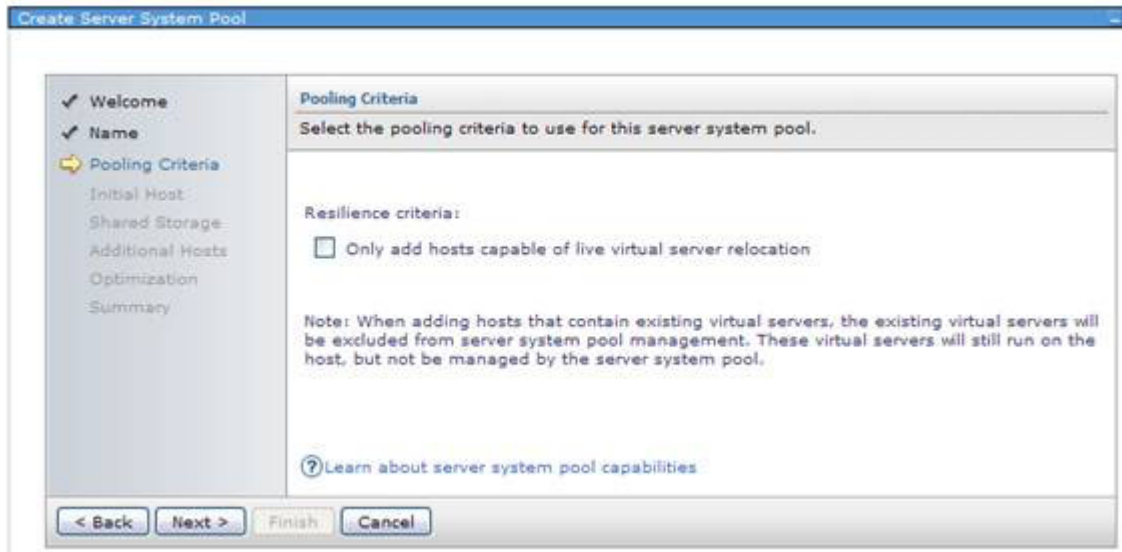 Create Server System Pool
Welcome
Name
Pooling Criteria
Initial Host
Shared Storage
Additional Hosts
Optimization
Summary
Pooling Criteria
Select the pooling criteria to use for this server system pool.
Resilience criteria:
Only add hosts capable of live virtual server relocation
Note: When adding hosts that contain existing virtual servers, the existing virtual servers will
be excluded from server system pool management. These virtual servers will still run on the
host, but not be managed by the server system pool.
?Learn about server system pool capabilities
< Back Next > Finish Cancel